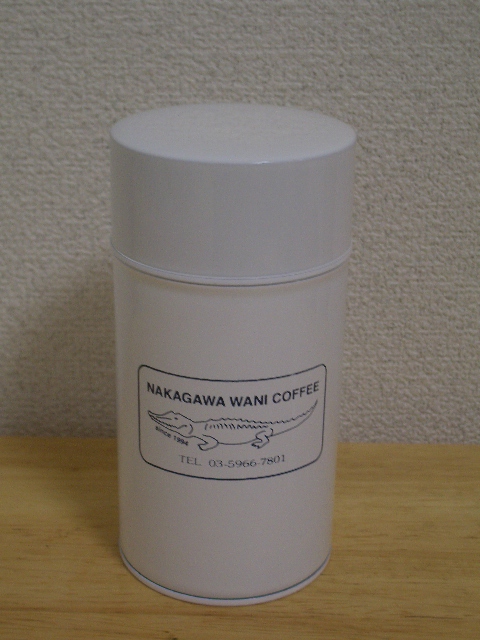 NAKAGAWA WANI COFFEE
since 1994
TEL 03-5966-7801